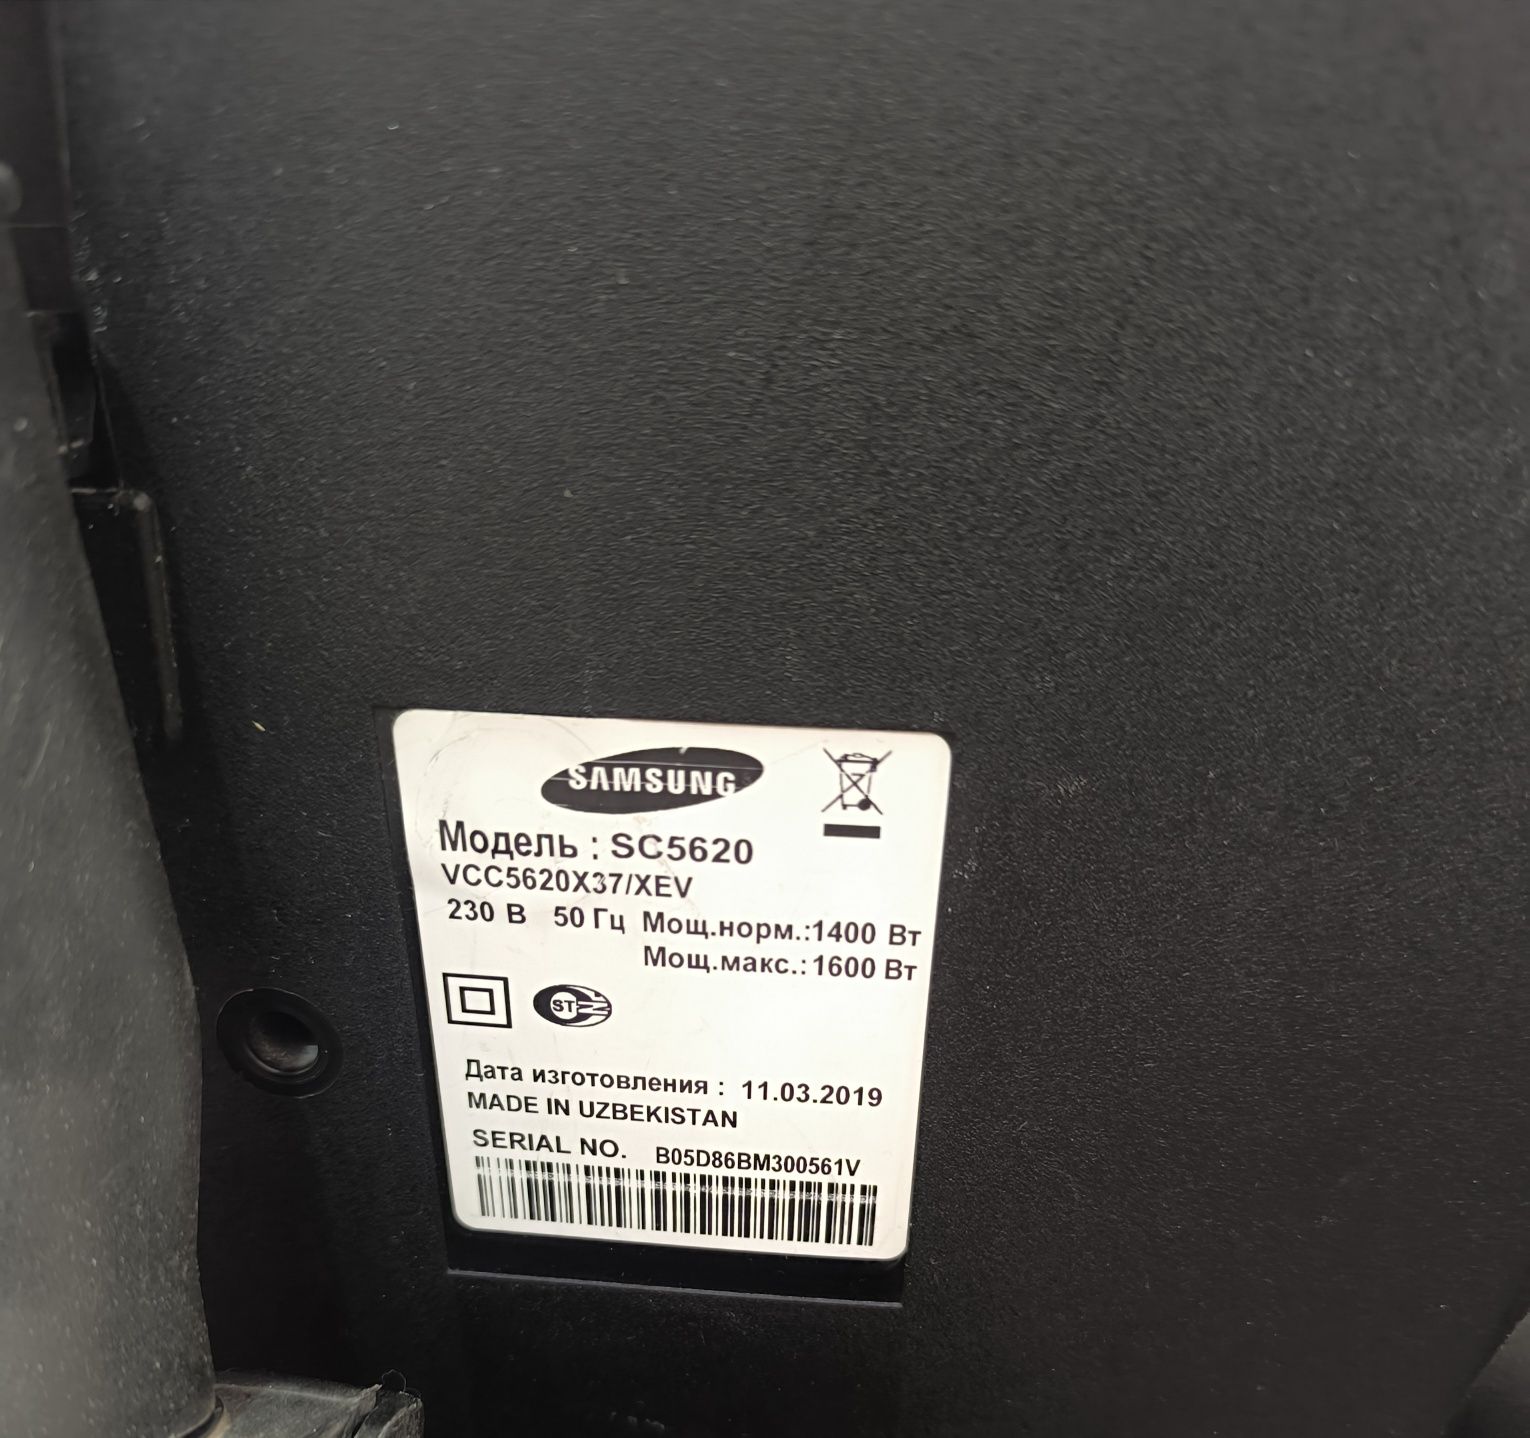 SAMSUNG
Модель : SC5620
VCC5620X37/XEV
230 В 50 Гц Мощ.норм.:1400 Вт
Мощ.макс.:1600 Вт
ST
Дата изготовления : 11.03.2019
MADE IN UZBEKISTAN
SERIAL NO. B05D86BM300561V